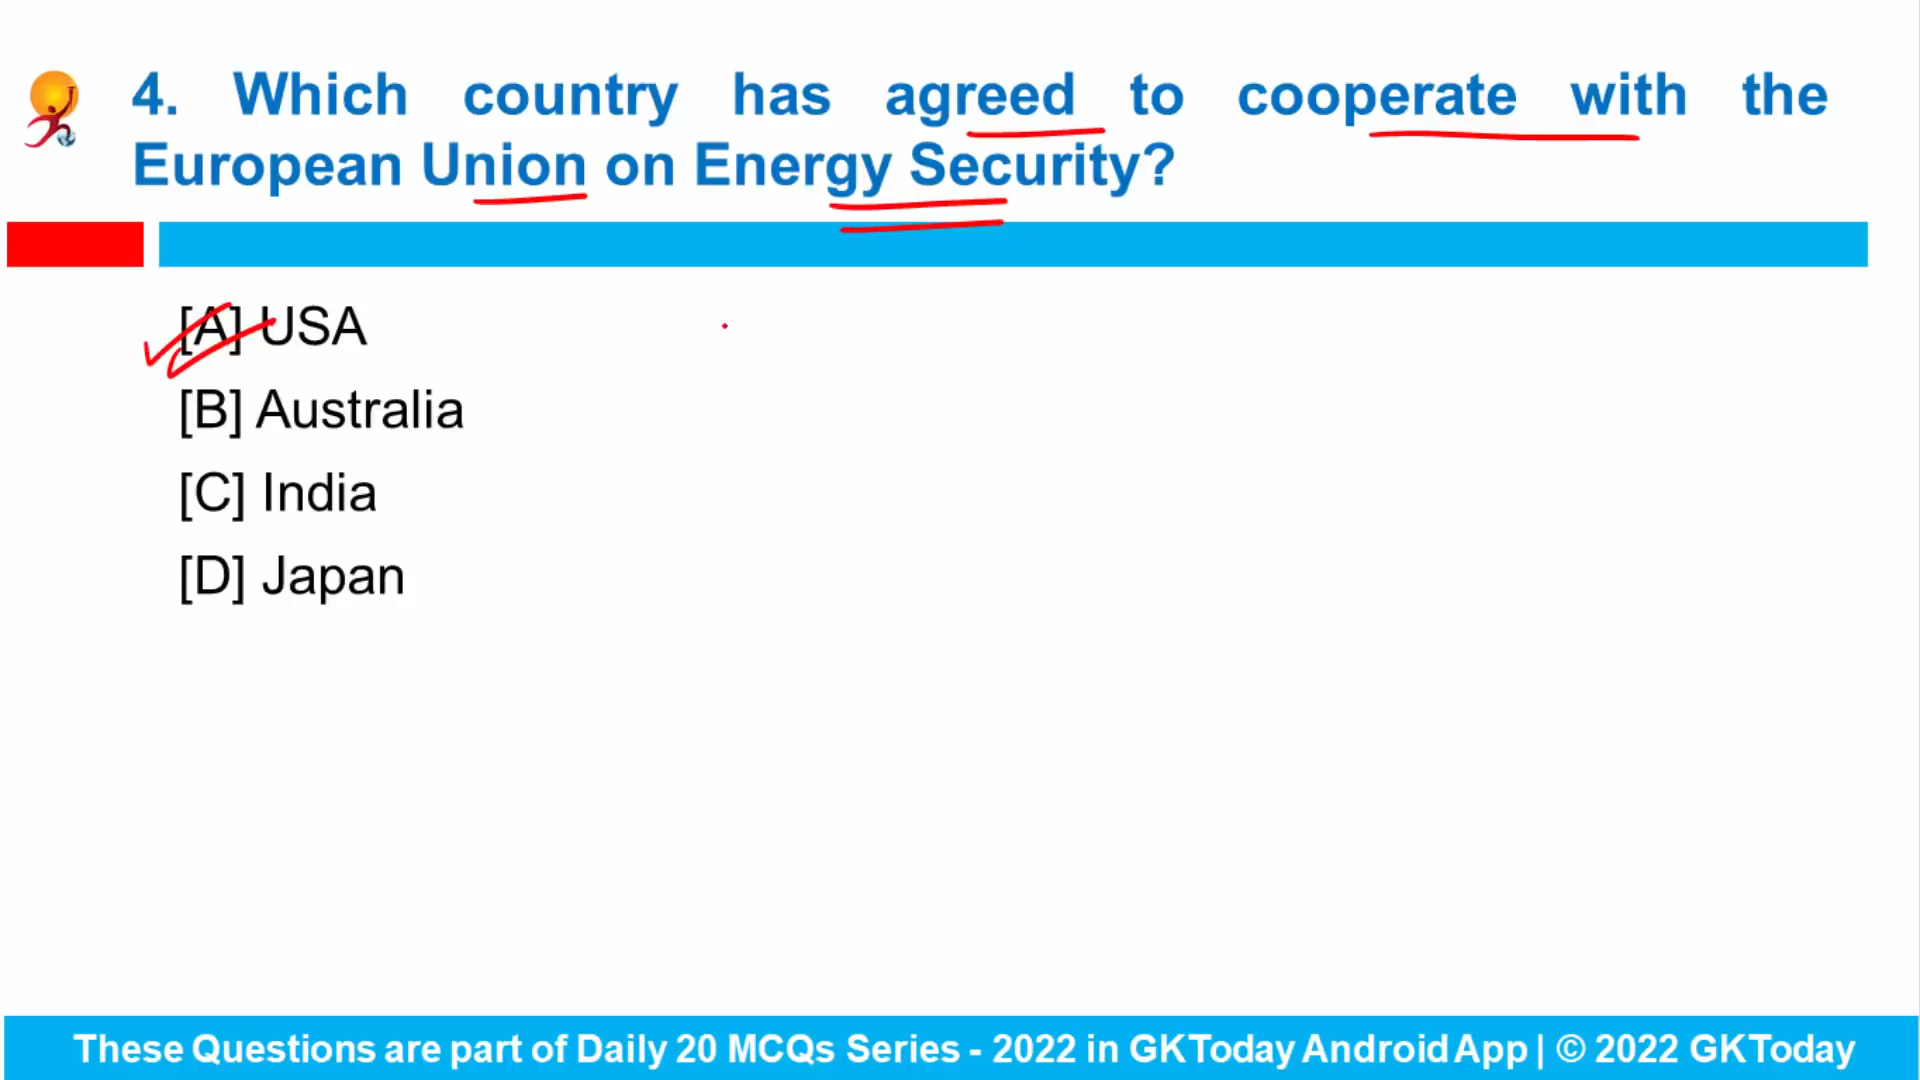 4. Which country has agreed to cooperate with the
European Union on Energy Security?
[A] USA
[B] Australia
[C] India
[D] Japan
These Questions are part of Daily 20 MCQs Series - 2022 in GKToday Android App | © 2022 GKToday